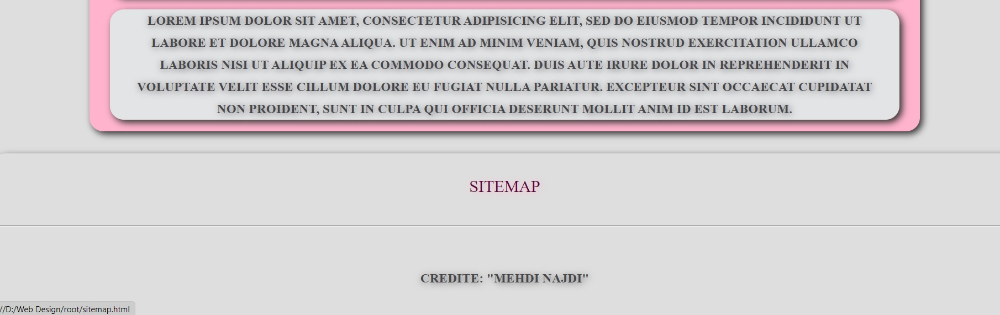 LOREM IPSUM DOLOR SIT AMET, CONSECTETUR ADIPISICING ELIT, SED DO EIUSMOD TEMPOR INCIDIDUNT UT
LABORE ET DOLORE MAGNA ALIQUA. UT ENIM AD MINIM VENIAM, QUIS NOSTRUD EXERCITATION ULLAMCO
LABORIS NISI UT ALIQUIP EX EA COMMODO CONSEQUAT. DUIS AUTE IRURE DOLOR IN REPREHENDERIT IN
VOLUPTATE VELIT ESSE CILLUM DOLORE EU FUGIAT NULLA PARIATUR. EXCEPTEUR SINT OCCAECAT CUPIDATAT
NON PROIDENT, SUNT IN CULPA QUI OFFICIA DESERUNT MOLLIT ANIM ID EST LABORUM.
SITEMAP
CREDITE: "MEHDI NAJDI"
//D:/Web Design/root/sitemap.html